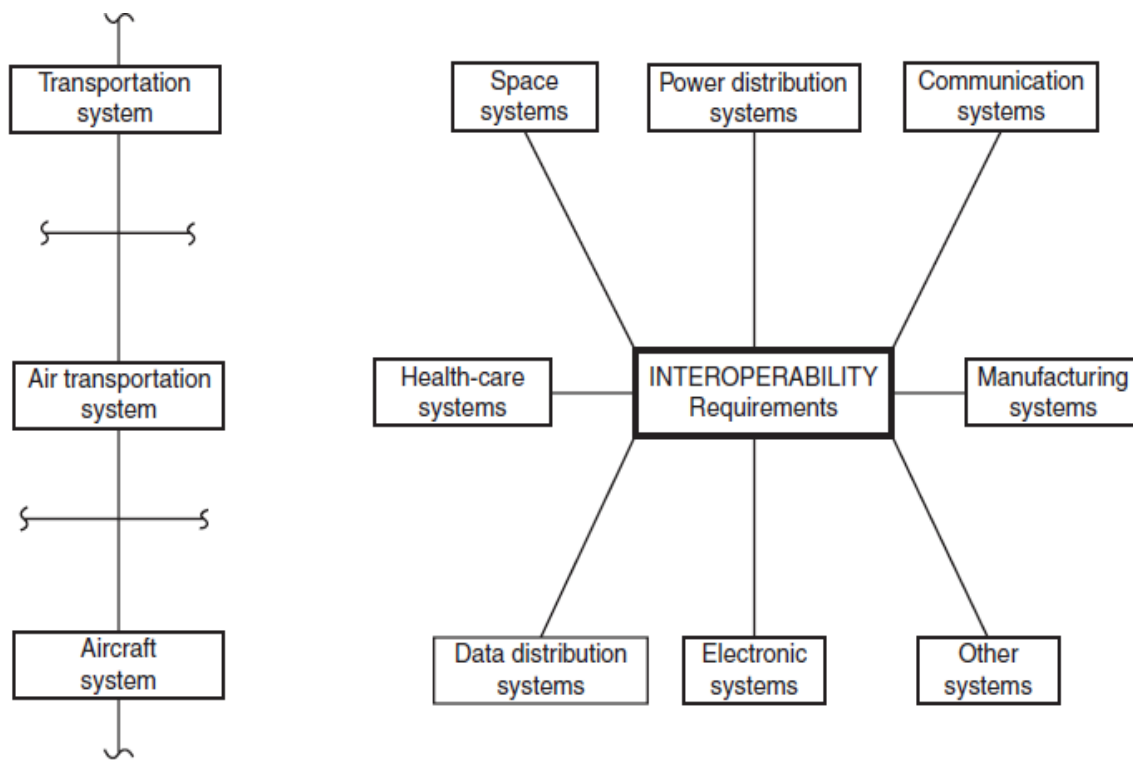 Transportation
system
Space
systems
Power distribution
systems
Communication
systems
Air transportation
system
Health-care
systems
INTEROPERABILITY
Requirements
Manufacturing
systems
Aircraft
system
Data distribution
systems
Electronic
systems
Other
systems